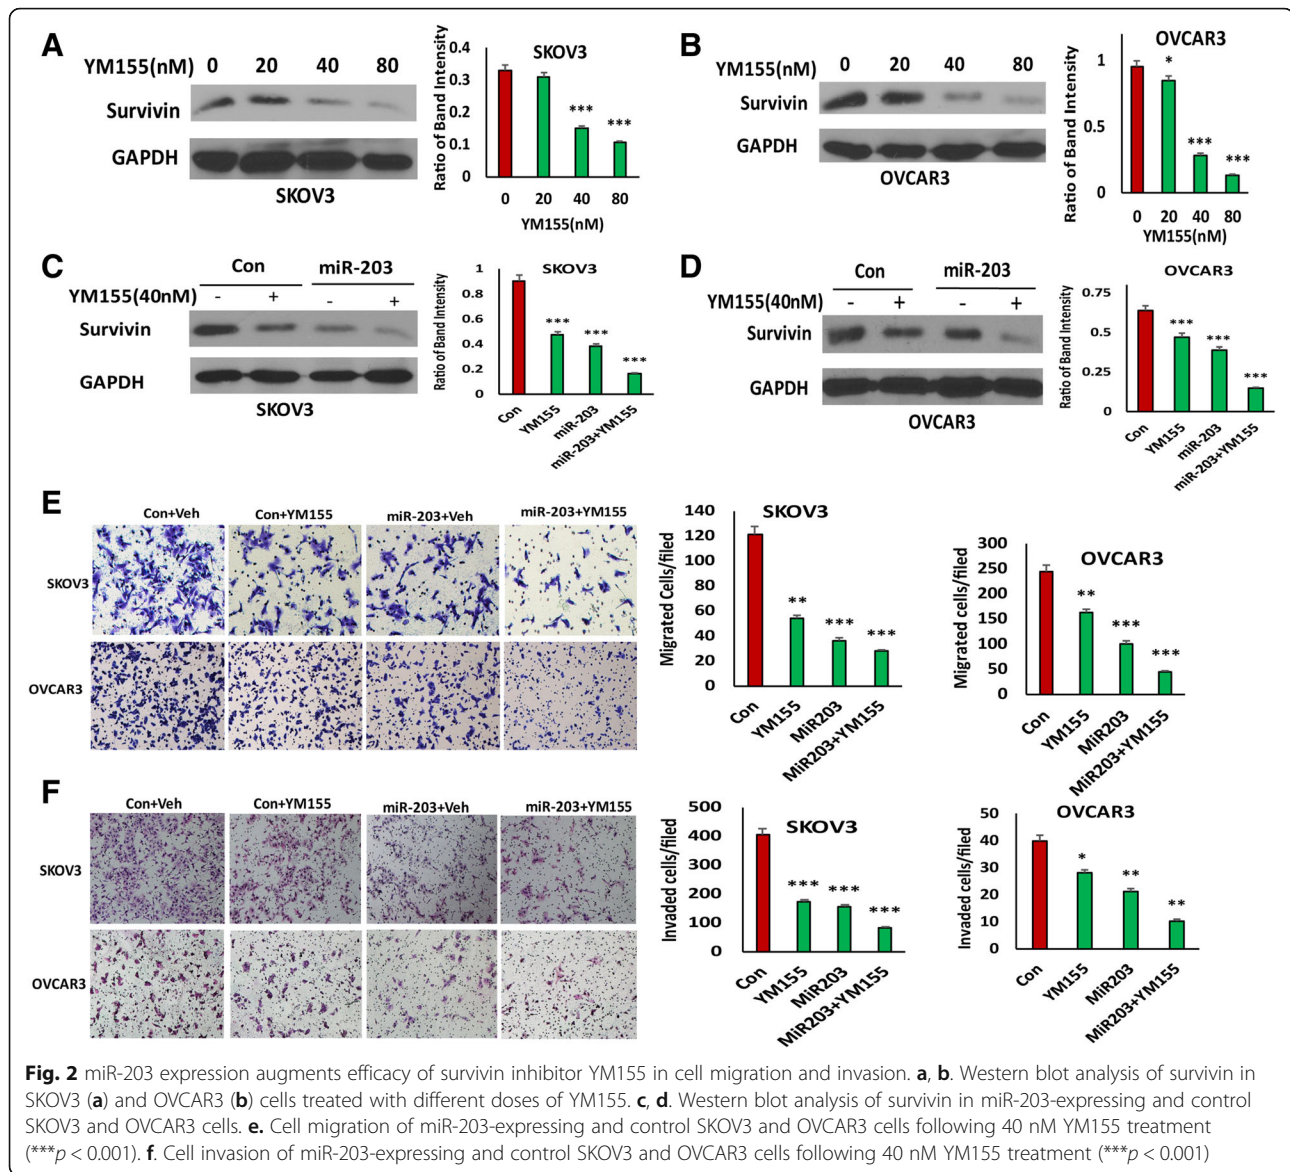 A
YM155(nM) 0 20 40 80
Survivin
GAPDH
SKOV3
SKOV3
Ratio of Band Intensity
0.4
0.3
0.2
0.1
0
***
***
0 20 40 80
YM155(nM)
B
YM155(nM) 0 20 40 80
Survivin
GAPDH
OVCAR3
OVCAR3
Ratio of Band Intensity
1
0.5
0
*
***
***
0 20 40 80
YM155(nM)
C
Con miR-203
YM155(40nM) - + - +
Survivin
GAPDH
SKOV3
SKOV3
Ratio of Band Intensity
1
0.8
0.6
0.4
0.2
0
***
***
***
Con
YM155
miR-203
miR-203+YM155
D
Con miR-203
YM155(40nM) - + - +
Survivin
GAPDH
OVCAR3
OVCAR3
Ratio of Band Intensity
0.75
0.5
0.25
0
***
***
***
Con
YM155
miR-203
miR-203+YM155
E
Con+Veh Con+YM155 miR-203+Veh miR-203+YM155
SKOV3
OVCAR3
SKOV3
Migrated Cells/filed
140
120
100
80
60
40
20
0
**
***
***
Con
YM155
MiR203
MiR203+YM155
OVCAR3
Migrated cells/filed
300
250
200
150
100
50
0
**
***
***
Con
YM155
MiR203
MiR203+YM155
F
Con+Veh Con+YM155 miR-203+Veh miR-203+YM155
SKOV3
OVCAR3
SKOV3
Invaded cells/filed
500
400
300
200
100
0
***
***
***
Con
YM155
MiR203
MiR203+YM155
OVCAR3
Invaded cells/filed
50
40
30
20
10
0
*
**
**
Con
YM155
MiR203
MiR203+YM155
Fig. 2 miR-203 expression augments efficacy of survivin inhibitor YM155 in cell migration and invasion. a, b. Western blot analysis of survivin in
SKOV3 (a) and OVCAR3 (b) cells treated with different doses of YM155. c, d. Western blot analysis of survivin in miR-203-expressing and control
SKOV3 and OVCAR3 cells. e. Cell migration of miR-203-expressing and control SKOV3 and OVCAR3 cells following 40 nM YM155 treatment
(***p < 0.001). f. Cell invasion of miR-203-expressing and control SKOV3 and OVCAR3 cells following 40 nM YM155 treatment (***p < 0.001)